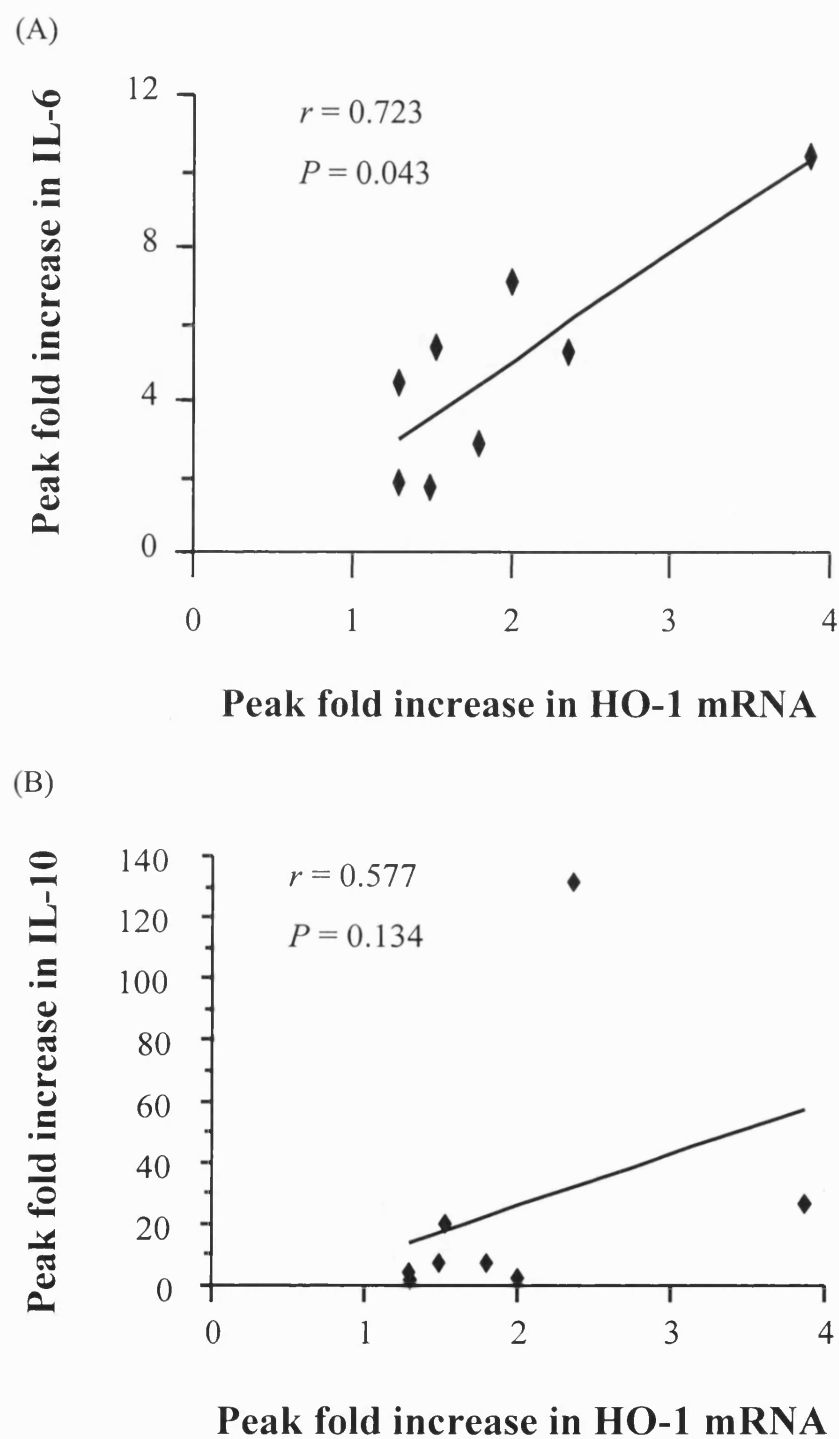 (A)
Peak fold increase in IL-6
12
8
4
0
r = 0.723
P = 0.043
0 1 2 3 4
Peak fold increase in HO-1 mRNA
(B)
Peak fold increase in IL-10
140
120
100
80
60
40
20
0
r = 0.577
P = 0.134
0 1 2 3 4
Peak fold increase in HO-1 mRNA